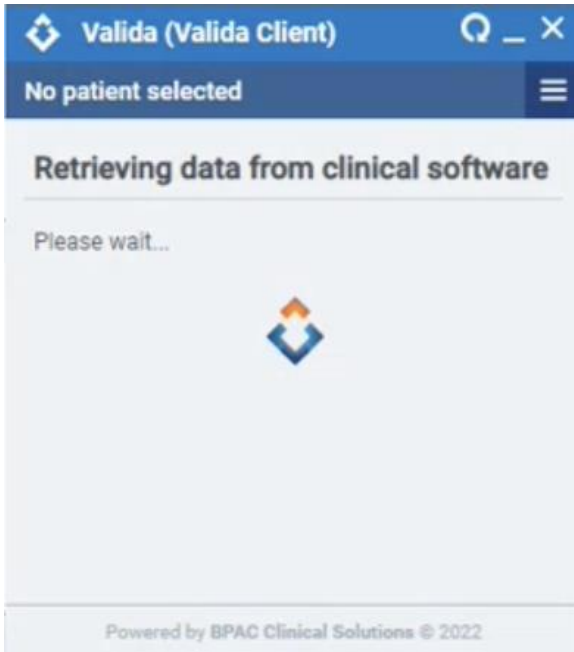 Valida (Valida Client)
No patient selected
Retrieving data from clinical software
Please wait...
Powered by BPAC Clinical Solutions © 2022